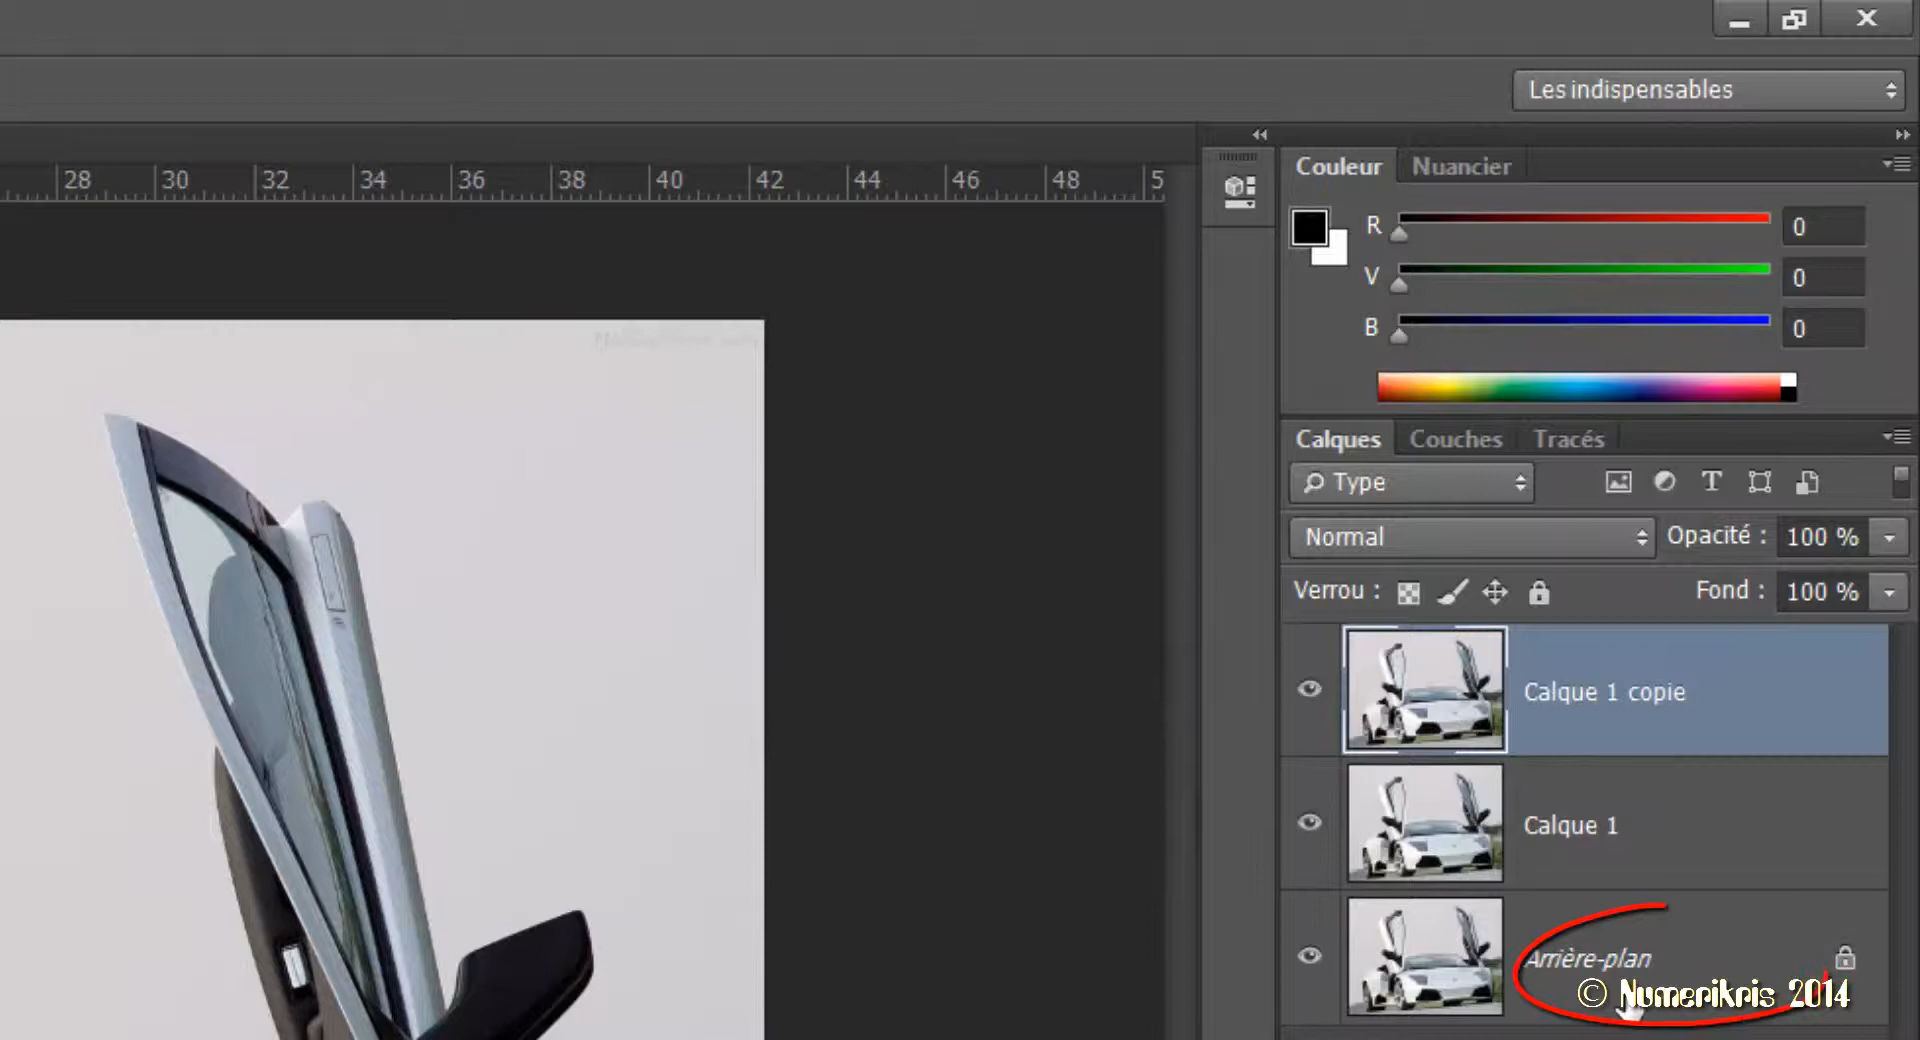 Les indispensables
28 30 32 34 36 38 40 42 44 46 48 5
Couleur Nuancier
R 0
V 0
B 0
Calques Couches Tracés
Type
Normal Opacité : 100 %
Verrou : Fond : 100 %
Calque 1 copie
Calque 1
Arrière-plan
© Numerikris 2014